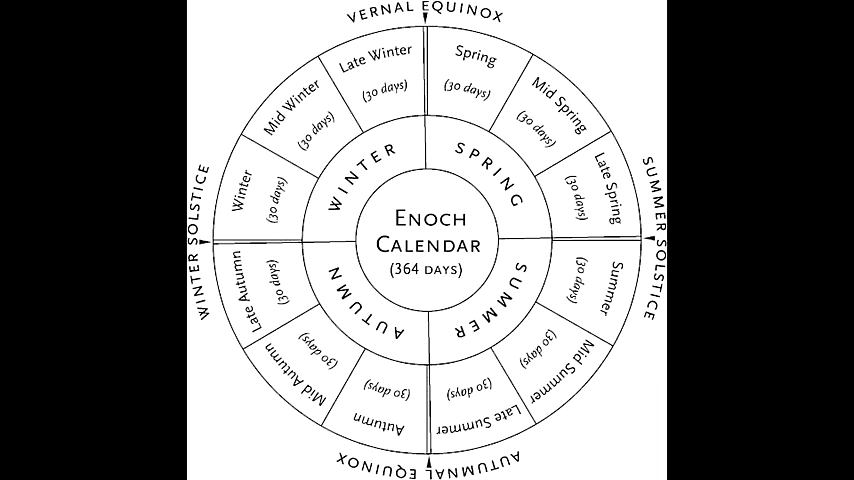 VERNAL EQUINOX
Spring
(30 days)
Mid Spring
(30 days)
Late Spring
(30 days)
SUMMER SOLSTICE
Summer
(30 days)
Mid Summer
(30 days)
Late Summer
(30 days)
AUTUMNAL EQUINOX
Autumn
(30 days)
Mid Autumn
(30 days)
Late Autumn
(30 days)
WINTER SOLSTICE
Winter
(30 days)
Mid Winter
(30 days)
Late Winter
(30 days)
SPRING
SUMMER
AUTUMN
WINTER
ENOCH
CALENDAR
(364 DAYS)